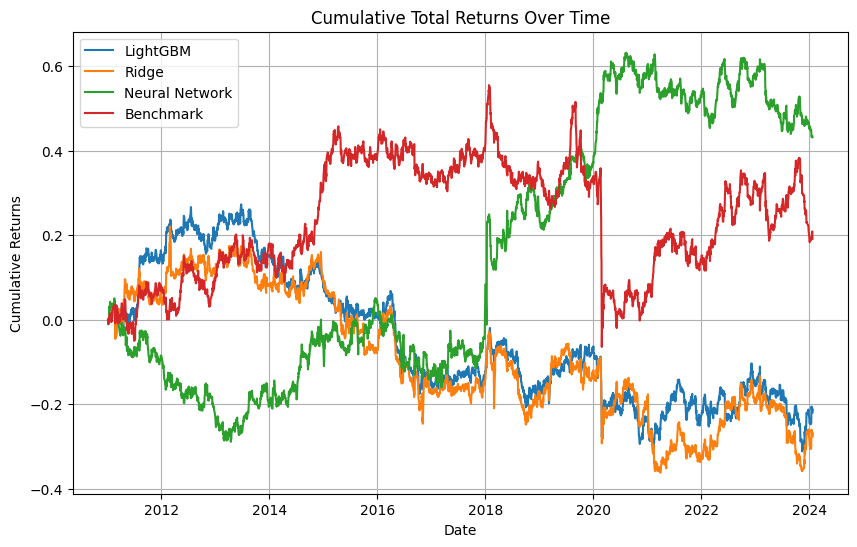 Cumulative Total Returns Over Time
LightGBM
Ridge
Neural Network
Benchmark
Cumulative Returns
0.6
0.4
0.2
0.0
−0.2
−0.4
2012
2014
2016
2018
2020
2022
2024
Date